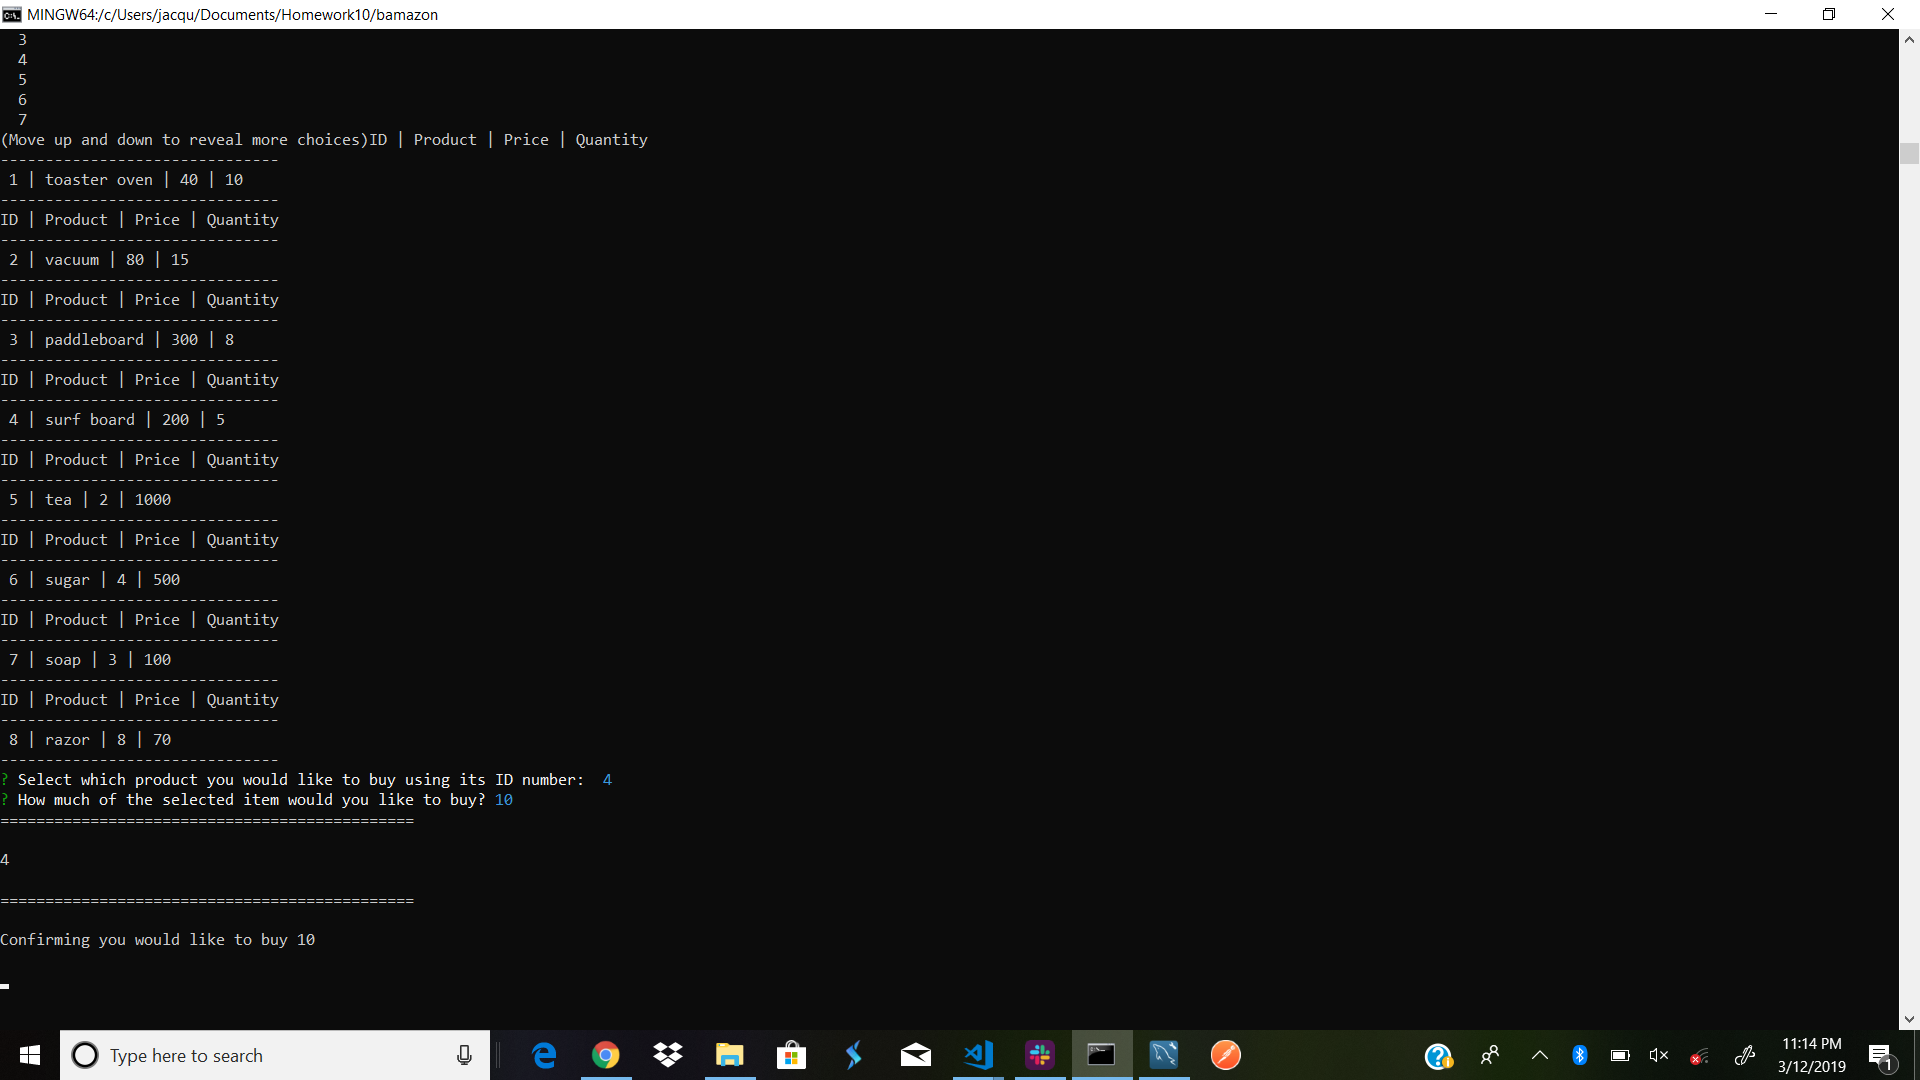 MINGW64:/c/Users/jacqu/Documents/Homework10/bamazon
3
4
5
6
7
(Move up and down to reveal more choices)ID | Product | Price | Quantity
-------------------------------
1 | toaster oven | 40 | 10
-------------------------------
ID | Product | Price | Quantity
-------------------------------
2 | vacuum | 80 | 15
-------------------------------
ID | Product | Price | Quantity
-------------------------------
3 | paddleboard | 300 | 8
-------------------------------
ID | Product | Price | Quantity
-------------------------------
4 | surf board | 200 | 5
-------------------------------
ID | Product | Price | Quantity
-------------------------------
5 | tea | 2 | 1000
-------------------------------
ID | Product | Price | Quantity
-------------------------------
6 | sugar | 4 | 500
-------------------------------
ID | Product | Price | Quantity
-------------------------------
7 | soap | 3 | 100
-------------------------------
ID | Product | Price | Quantity
-------------------------------
8 | razor | 8 | 70
-------------------------------
? Select which product you would like to buy using its ID number:  4
? How much of the selected item would you like to buy? 10
==============================================
4
==============================================
Confirming you would like to buy 10
Type here to search
11:14 PM
3/12/2019
1